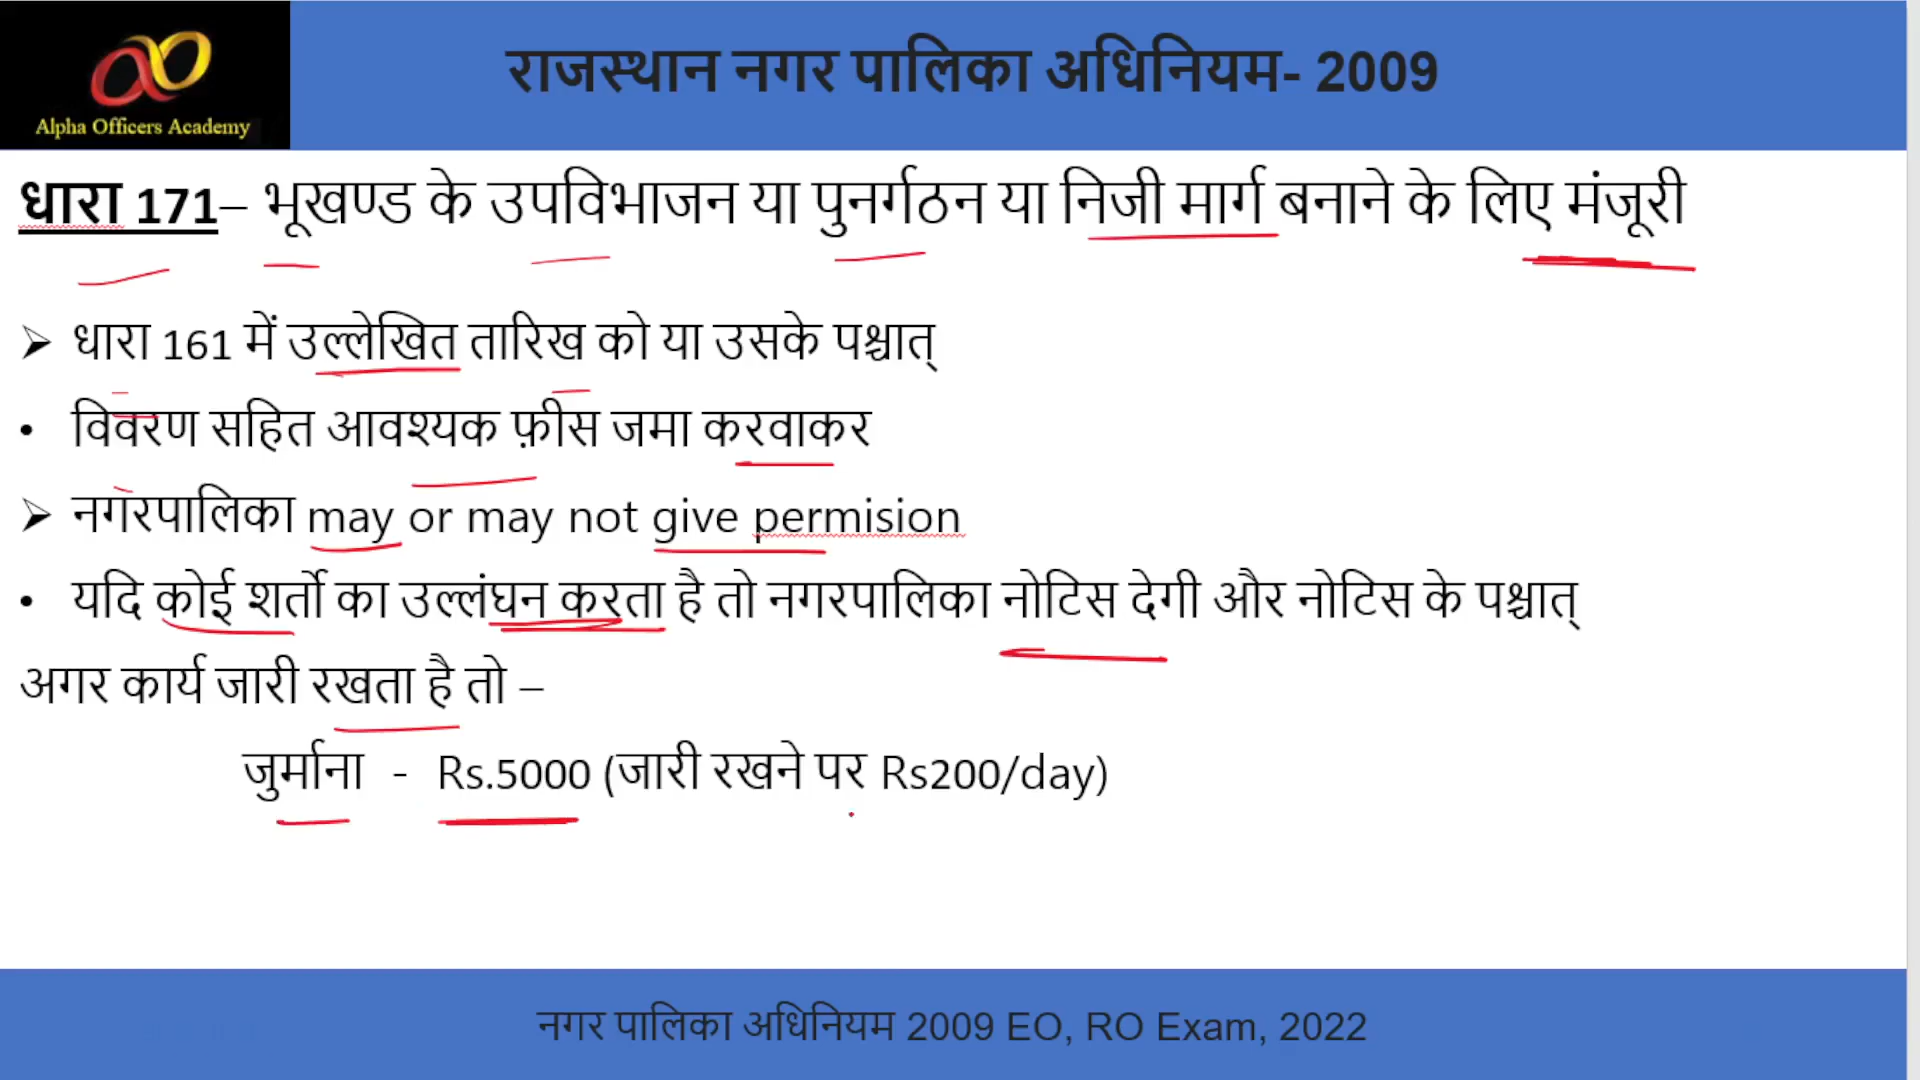 Alpha Officers Academy
राजस्थान नगर पालिका अधिनियम- 2009
धारा 171– भूखण्ड के उपविभाजन या पुनर्गठन या निजी मार्ग बनाने के लिए मंजूरी
➢ धारा 161 में उल्लेखित तारिख को या उसके पश्चात्
• विवरण सहित आवश्यक फ़ीस जमा करवाकर
➢ नगरपालिका may or may not give permision
• यदि कोई शर्तो का उल्लंघन करता है तो नगरपालिका नोटिस देगी और नोटिस के पश्चात्
अगर कार्य जारी रखता है तो –
जुर्माना - Rs.5000 (जारी रखने पर Rs200/day)
नगर पालिका अधिनियम 2009 EO, RO Exam, 2022